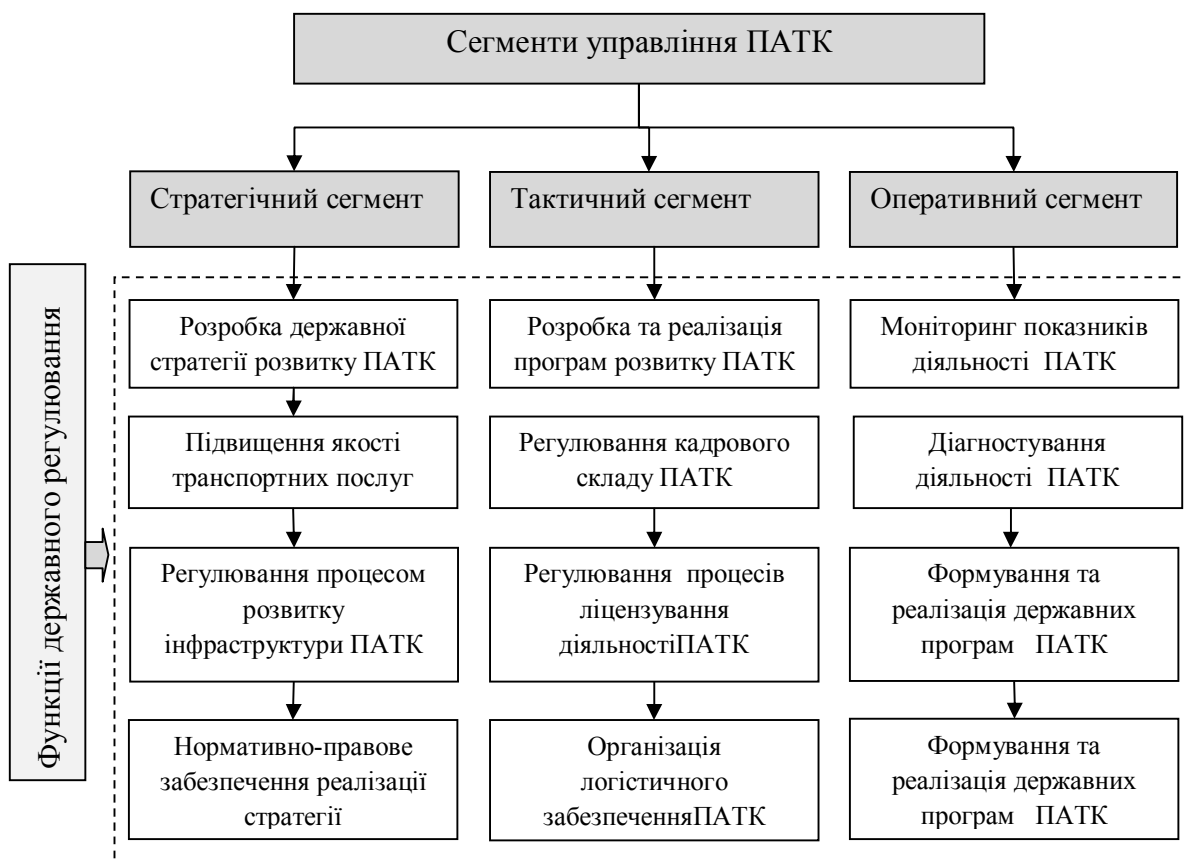 Сегменти управління ПАТК
Стратегічний сегмент
Тактичний сегмент
Оперативний сегмент
Функції державного регулювання
Розробка державної
стратегії розвитку ПАТК
Розробка та реалізація
програм розвитку ПАТК
Моніторинг показників
діяльності ПАТК
Підвищення якості
транспортних послуг
Регулювання кадрового
складу ПАТК
Діагностування
діяльності ПАТК
Регулювання процесом
розвитку
інфраструктури ПАТК
Регулювання процесів
ліцензування
діяльностіПАТК
Формування та
реалізація державних
програм ПАТК
Нормативно-правове
забезпечення реалізації
стратегії
Організація
логістичного
забезпеченняПАТК
Формування та
реалізація державних
програм ПАТК